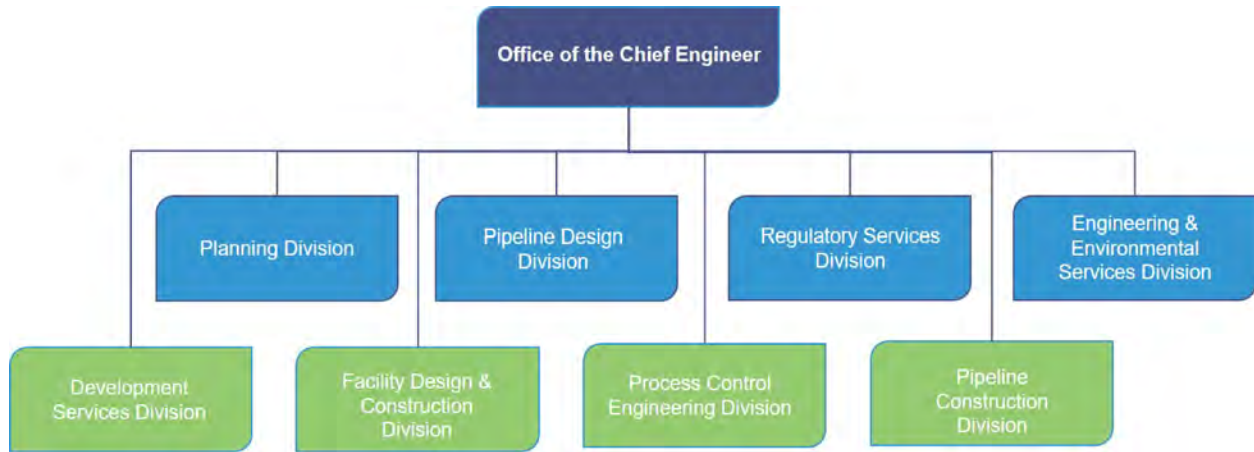 Office of the Chief Engineer
Planning Division
Pipeline Design
Division
Regulatory Services
Division
Engineering &
Environmental
Services Division
Development
Services Division
Facility Design &
Construction
Division
Process Control
Engineering Division
Pipeline
Construction
Division